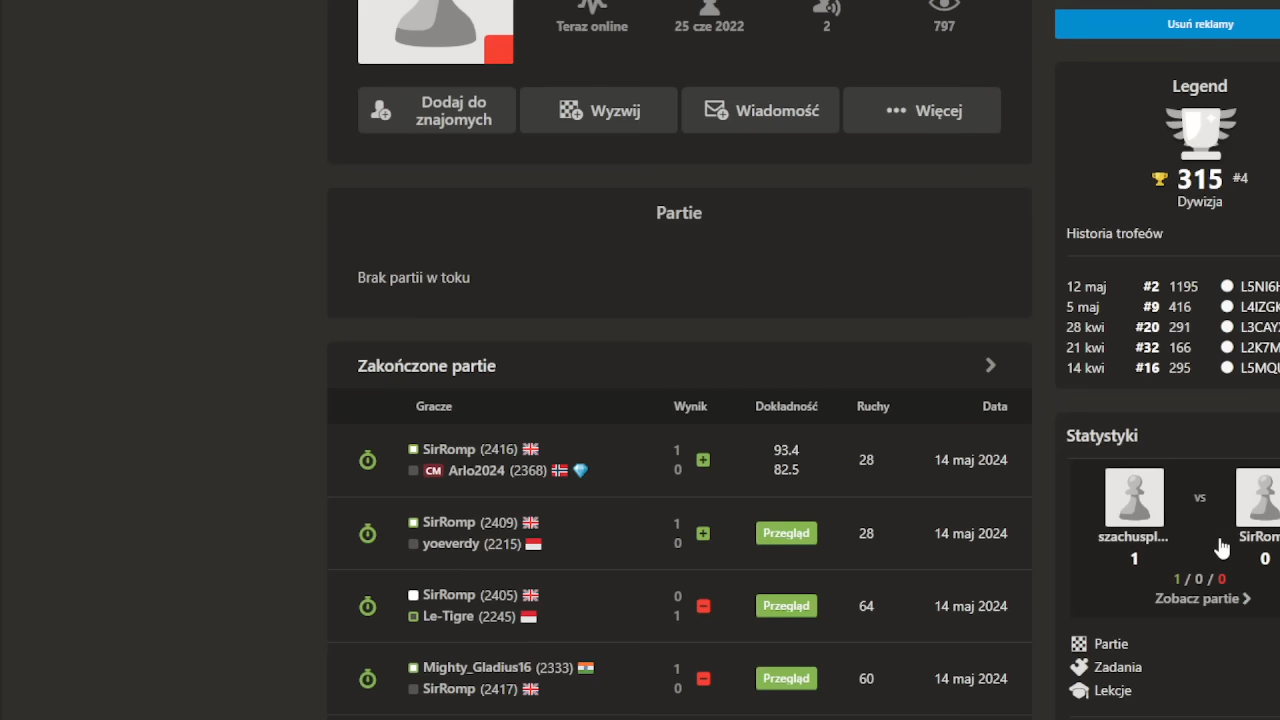 Teraz online
25 cze 2022
2
797
Usuń reklamy
Dodaj do
znajomych
Wyzwij
Wiadomość
Więcej
Legend
315 #4
Dywizja
Historia trofeów
12 maj #2 1195
5 maj #9 416
28 kwi #20 291
21 kwi #32 166
14 kwi #16 295
Partie
Brak partii w toku
Zakończone partie
Gracze Wynik Dokładność Ruchy Data
SirRomp (2416) 1 93.4
CM Arlo2024 (2368) 0 82.5
28 14 maj 2024
SirRomp (2409) 1
yoeverdy (2215) 0
Przegląd 28 14 maj 2024
SirRomp (2405) 0
Le-Tigre (2245) 1
Przegląd 64 14 maj 2024
Mighty_Gladius16 (2333) 1
SirRomp (2417) 0
Przegląd 60 14 maj 2024
Statystyki
vs
szachuspl...
1 0
1 / 0 / 0
Zobacz partie
Partie
Zadania
Lekcje